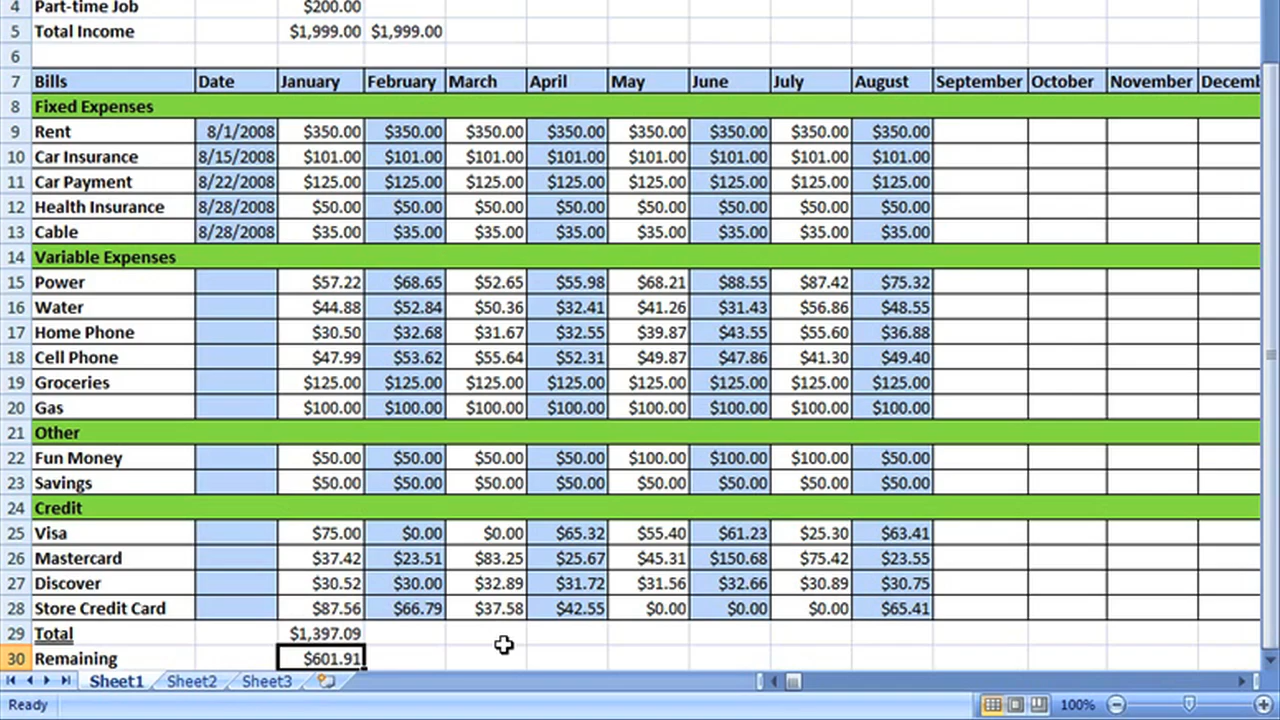 4 Part-time Job $200.00
5 Total Income $1,999.00 $1,999.00
6
7 Bills Date January February March April May June July August September October November Decemb
8 Fixed Expenses
9 Rent 8/1/2008 $350.00 $350.00 $350.00 $350.00 $350.00 $350.00 $350.00 $350.00
10 Car Insurance 8/15/2008 $101.00 $101.00 $101.00 $101.00 $101.00 $101.00 $101.00 $101.00
11 Car Payment 8/22/2008 $125.00 $125.00 $125.00 $125.00 $125.00 $125.00 $125.00 $125.00
12 Health Insurance 8/28/2008 $50.00 $50.00 $50.00 $50.00 $50.00 $50.00 $50.00 $50.00
13 Cable 8/28/2008 $35.00 $35.00 $35.00 $35.00 $35.00 $35.00 $35.00 $35.00
14 Variable Expenses
15 Power $57.22 $68.65 $52.65 $55.98 $68.21 $88.55 $87.42 $75.32
16 Water $44.88 $52.84 $50.36 $32.41 $41.26 $31.43 $56.86 $48.55
17 Home Phone $30.50 $32.68 $31.67 $32.55 $39.87 $43.55 $55.60 $36.88
18 Cell Phone $47.99 $53.62 $55.64 $52.31 $49.87 $47.86 $41.30 $49.40
19 Groceries $125.00 $125.00 $125.00 $125.00 $125.00 $125.00 $125.00 $125.00
20 Gas $100.00 $100.00 $100.00 $100.00 $100.00 $100.00 $100.00 $100.00
21 Other
22 Fun Money $50.00 $50.00 $50.00 $50.00 $100.00 $100.00 $100.00 $50.00
23 Savings $50.00 $50.00 $50.00 $50.00 $50.00 $50.00 $50.00 $50.00
24 Credit
25 Visa $75.00 $0.00 $0.00 $65.32 $55.40 $61.23 $25.30 $63.41
26 Mastercard $37.42 $23.51 $83.25 $25.67 $45.31 $150.68 $75.42 $23.55
27 Discover $30.52 $30.00 $32.89 $31.72 $31.56 $32.66 $30.89 $30.75
28 Store Credit Card $87.56 $66.79 $37.58 $42.55 $0.00 $0.00 $0.00 $65.41
29 Total $1,397.09
30 Remaining $601.91
Sheet1 Sheet2 Sheet3
Ready 100%